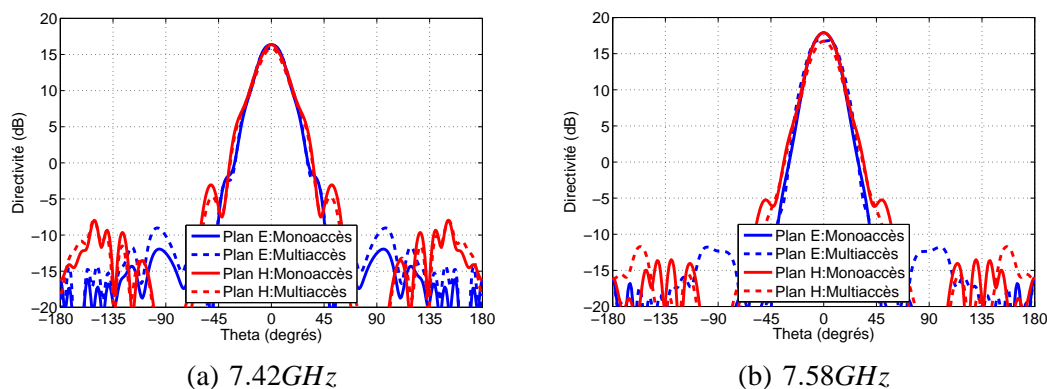 20
15
10
5
0
−5
−10
−15
−20
Directivité (dB)
−180 −135 −90 −45 0 45 90 135 180
Theta (degrés)
Plan E:Monoaccès
Plan E:Multiaccès
Plan H:Monoaccès
Plan H:Multiaccès
(a) 7.42GHz
20
15
10
5
0
−5
−10
−15
−20
Directivité (dB)
−180 −135 −90 −45 0 45 90 135 180
Theta (degrés)
Plan E:Monoaccès
Plan E:Multiaccès
Plan H:Monoaccès
Plan H:Multiaccès
(b) 7.58GHz